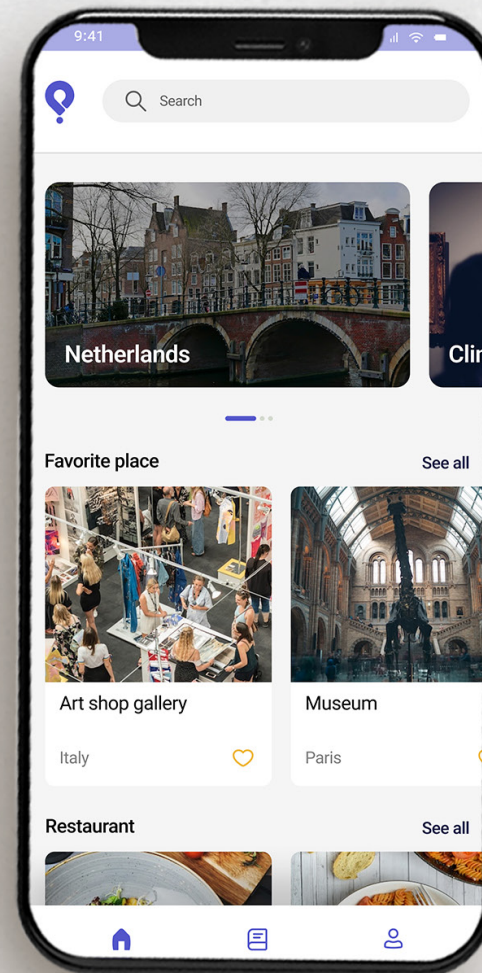 9:41
Search
Netherlands
Favorite place
See all
Art shop gallery
Museum
Italy
Paris
Restaurant
See all